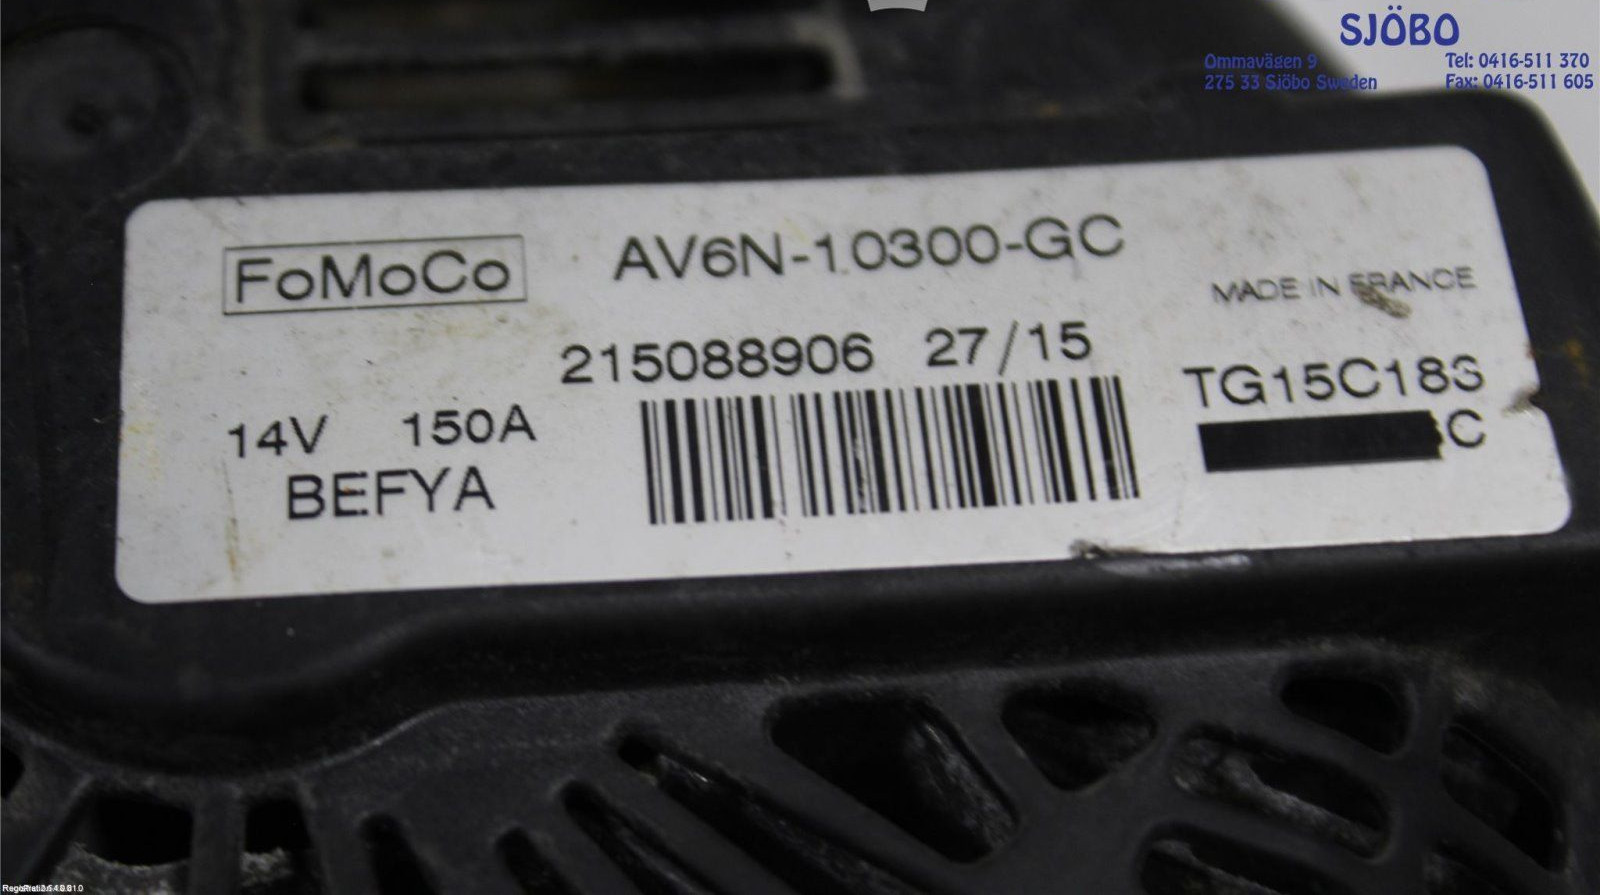 SJÖBO
Ommavägen 9 Tel: 0416-511 370
275 33 Sjöbo Sweden Fax: 0416-511 605
FoMoCo AV6N-10300-GC
MADE IN FRANCE
215088906 27/15
14V 150A TG15C183
BEFYA C